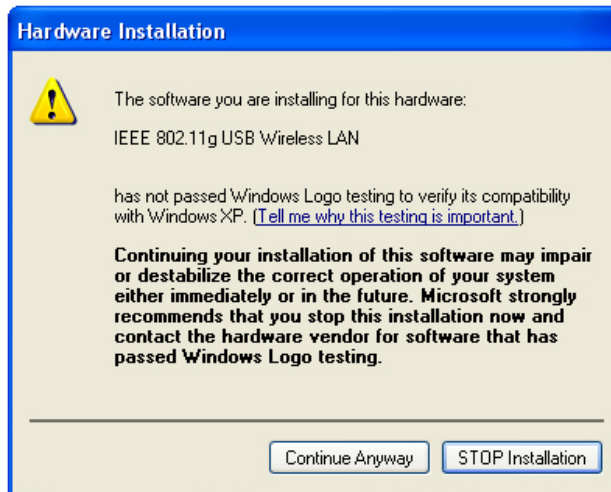 Hardware Installation
The software you are installing for this hardware:
IEEE 802.11g USB Wireless LAN
has not passed Windows Logo testing to verify its compatibility
with Windows XP. (Tell me why this testing is important.)
Continuing your installation of this software may impair
or destabilize the correct operation of your system
either immediately or in the future. Microsoft strongly
recommends that you stop this installation now and
contact the hardware vendor for software that has
passed Windows Logo testing.
Continue Anyway
STOP Installation